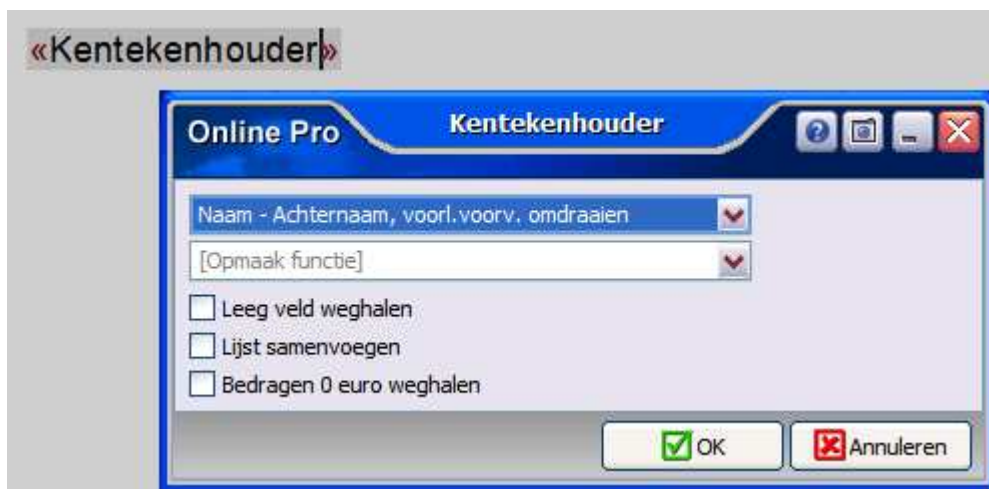 «Kentekenhouder»
Online Pro
Kentekenhouder
Naam - Achternaam, voorl.voorv. omdraaien
[Opmaak functie]
Leeg veld weghalen
Lijst samenvoegen
Bedragen 0 euro weghalen
OK
Annuleren